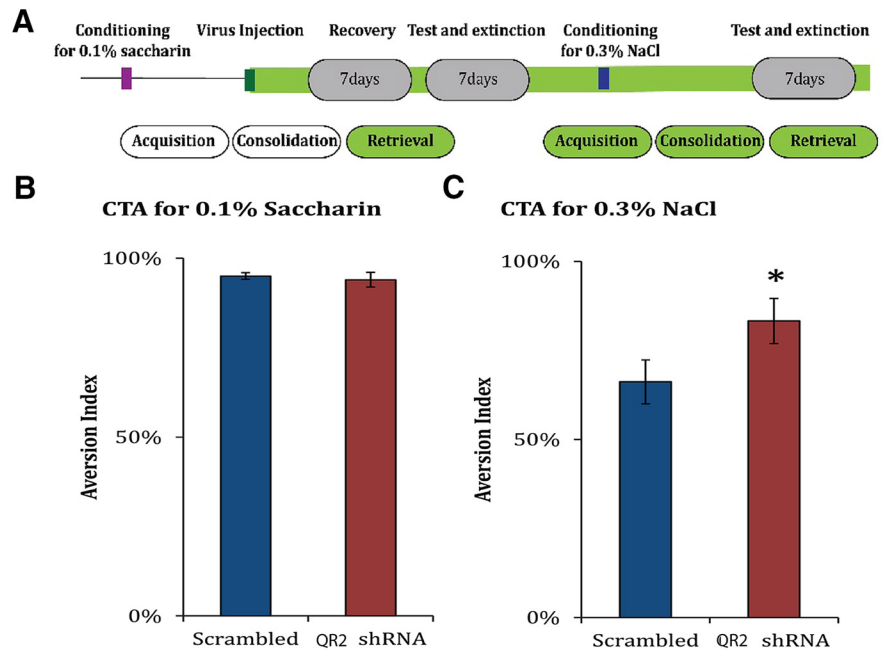 A
Conditioning
for 0.1% saccharin
Virus Injection
Recovery
Test and extinction
Conditioning
for 0.3% NaCl
Test and extinction
7days
7days
7days
Acquisition
Consolidation
Retrieval
Acquisition
Consolidation
Retrieval
B
CTA for 0.1% Saccharin
100%
50%
0%
Aversion Index
Scrambled
QR2 shRNA
C
CTA for 0.3% NaCl
100%
50%
0%
Aversion Index
*
Scrambled
QR2 shRNA